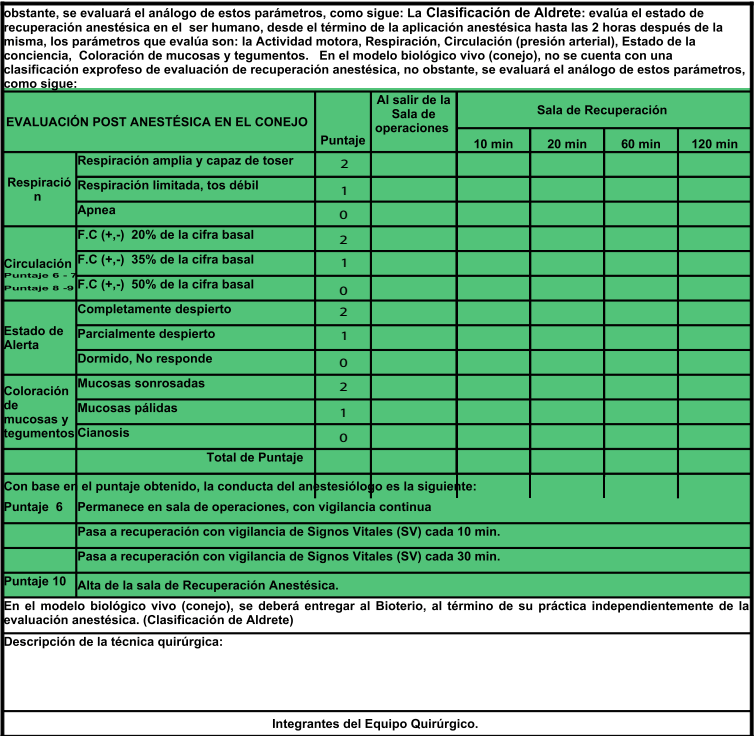 obstante, se evaluará el análogo de estos parámetros, como sigue: La Clasificación de Aldrete: evalúa el estado de
recuperación anestésica en el ser humano, desde el término de la aplicación anestésica hasta las 2 horas después de la
misma, los parámetros que evalúa son: la Actividad motora, Respiración, Circulación (presión arterial), Estado de la
conciencia, Coloración de mucosas y tegumentos. En el modelo biológico vivo (conejo), no se cuenta con una
clasificación exprofeso de evaluación de recuperación anestésica, no obstante, se evaluará el análogo de estos parámetros,
como sigue:
EVALUACIÓN POST ANESTÉSICA EN EL CONEJO
Puntaje
Al salir de la
Sala de
operaciones
Sala de Recuperación
10 min 20 min 60 min 120 min
Respiració
n
Respiración amplia y capaz de toser 2
Respiración limitada, tos débil 1
Apnea 0
Circulación
Puntaje 6 - 7
Puntaje 8 -9
F.C (+,-) 20% de la cifra basal 2
F.C (+,-) 35% de la cifra basal 1
F.C (+,-) 50% de la cifra basal 0
Estado de
Alerta
Completamente despierto 2
Parcialmente despierto 1
Dormido, No responde 0
Coloración
de
mucosas y
tegumentos
Mucosas sonrosadas 2
Mucosas pálidas 1
Cianosis 0
Total de Puntaje
Con base en el puntaje obtenido, la conducta del anestesiólogo es la siguiente:
Puntaje 6 Permanece en sala de operaciones, con vigilancia continua
Pasa a recuperación con vigilancia de Signos Vitales (SV) cada 10 min.
Pasa a recuperación con vigilancia de Signos Vitales (SV) cada 30 min.
Puntaje 10 Alta de la sala de Recuperación Anestésica.
En el modelo biológico vivo (conejo), se deberá entregar al Bioterio, al término de su práctica independientemente de la
evaluación anestésica. (Clasificación de Aldrete)
Descripción de la técnica quirúrgica:
Integrantes del Equipo Quirúrgico.